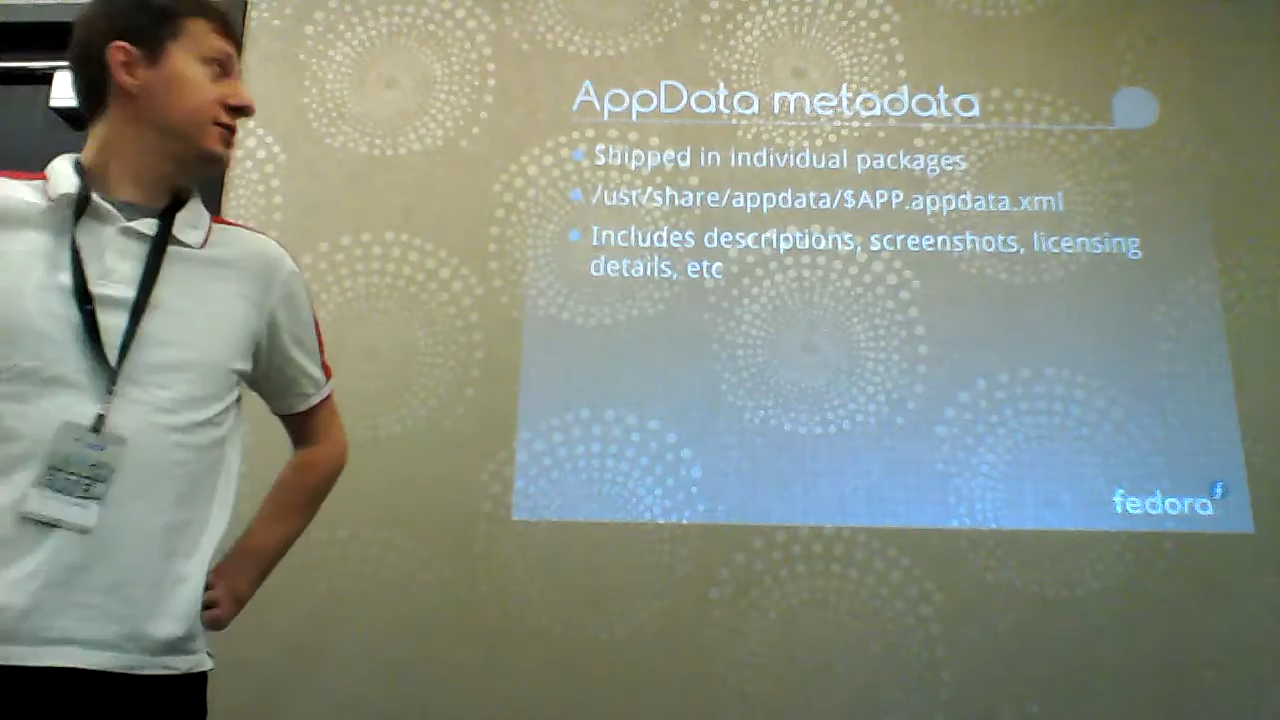 AppData metadata
Shipped in individual packages
/usr/share/appdata/$APP.appdata.xml
Includes descriptions, screenshots, licensing
details, etc
fedora